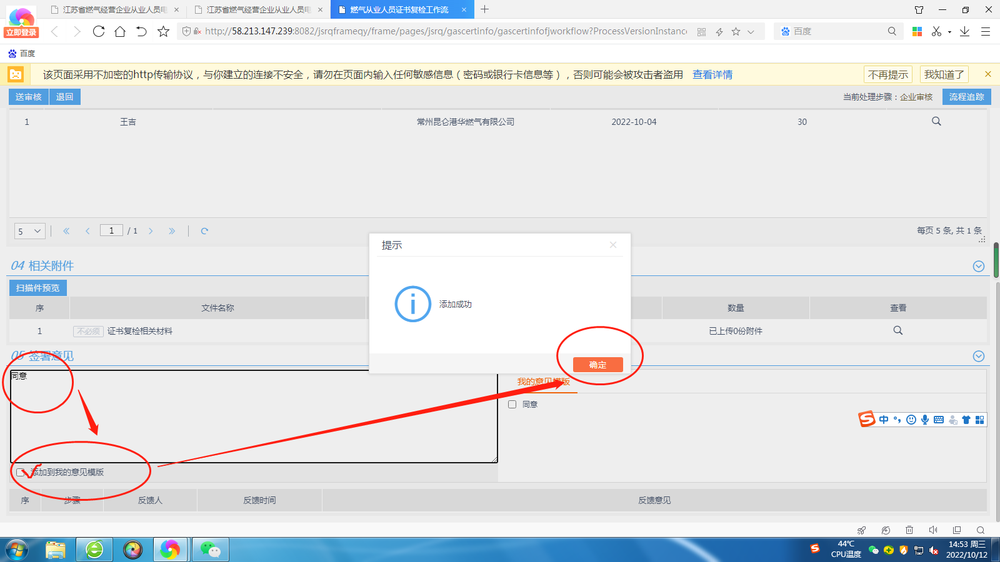 江苏省燃气经营企业从业人员电
江苏省燃气经营企业从业人员电
燃气从业人员证书复检工作流
立即登录
http://58.213.147.239:8082/jsrqframeqy/frame/pages/jsrq/gascertinfo/gascertinfofjworkflow?ProcessVersionInstanc
百度
百度
该页面采用不加密的http传输协议，与你建立的连接不安全，请勿在页面内输入任何敏感信息（密码或银行卡信息等），否则可能会被攻击者盗用 查看详情 不再提示 我知道了
送审核 退回 当前处理步骤：企业审核 流程追踪
1 王吉 常州昆仑港华燃气有限公司 2022-10-04 30
5 1 / 1 每页 5 条, 共 1 条
提示
添加成功
确定
04 相关附件
扫描件预览
序 文件名称 数量 查看
1 不必须 证书复检相关材料 已上传0份附件
05 签署意见
同意
我的意见模版
同意
中
添加到我的意见模版
序 步骤 反馈人 反馈时间 反馈意见
44℃
CPU温度
14:53 周三
2022/10/12